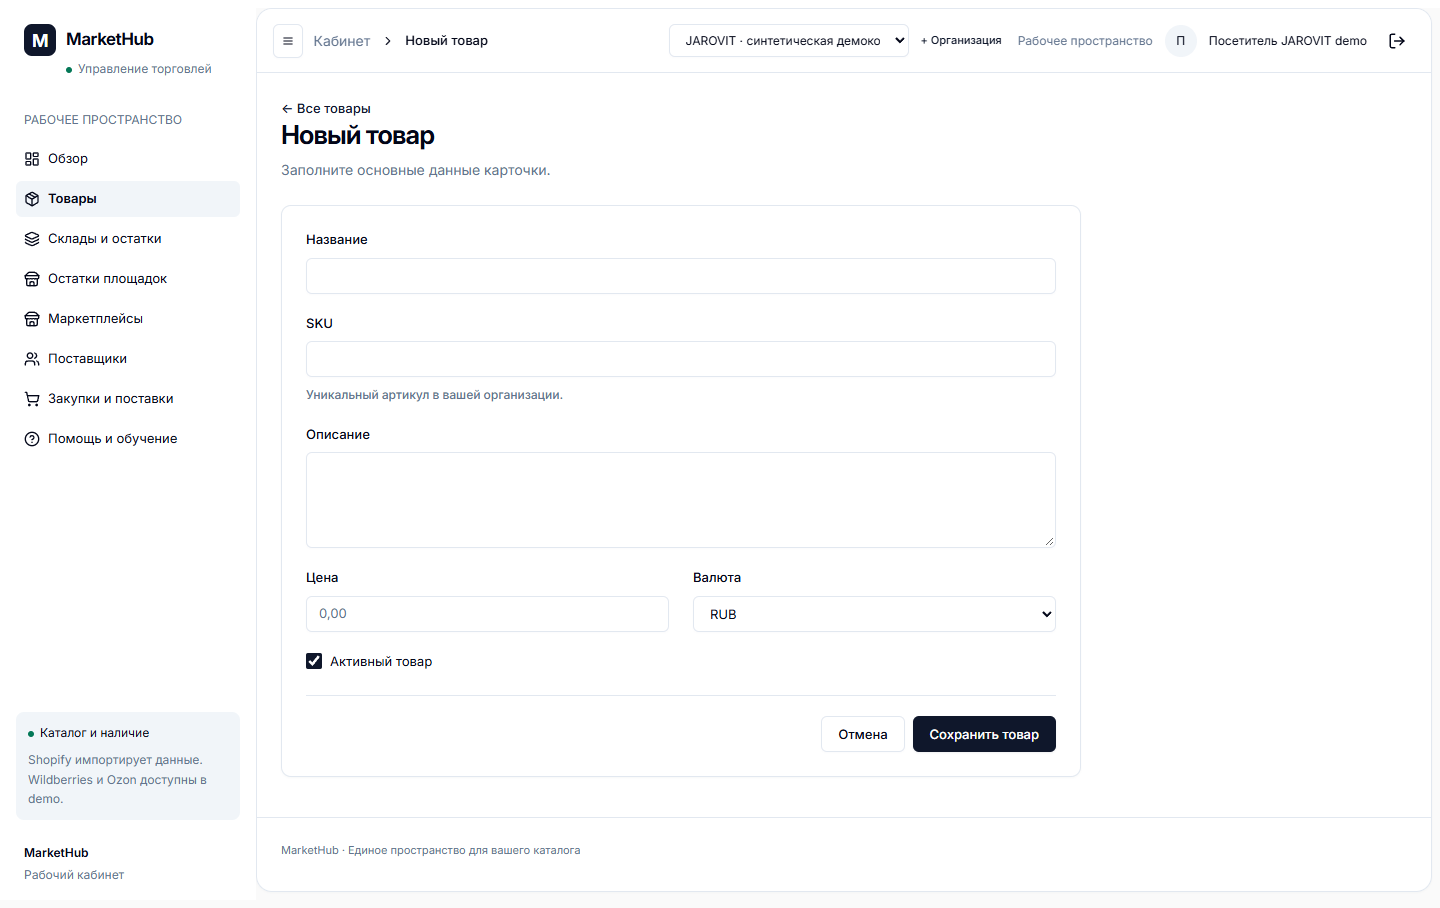 M MarketHub
Управление торговлей
РАБОЧЕЕ ПРОСТРАНСТВО
Обзор
Товары
Склады и остатки
Остатки площадок
Маркетплейсы
Поставщики
Закупки и поставки
Помощь и обучение
Каталог и наличие
Shopify импортирует данные.
Wildberries и Ozon доступны в
demo.
MarketHub
Рабочий кабинет
Кабинет > Новый товар
JAROVIT · синтетическая демоко
+ Организация
Рабочее пространство
П
Посетитель JAROVIT demo
← Все товары
Новый товар
Заполните основные данные карточки.
Название
SKU
Уникальный артикул в вашей организации.
Описание
Цена
0,00
Валюта
RUB
Активный товар
Отмена
Сохранить товар
MarketHub · Единое пространство для вашего каталога